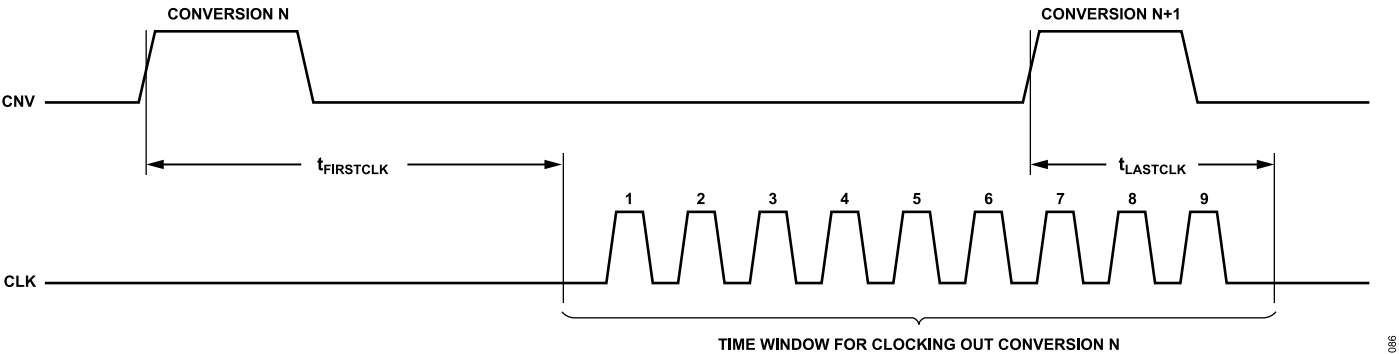 CONVERSION N
CONVERSION N+1
CNV
tFIRSTCLK
tLASTCLK
1 2 3 4 5 6 7 8 9
CLK
TIME WINDOW FOR CLOCKING OUT CONVERSION N
086